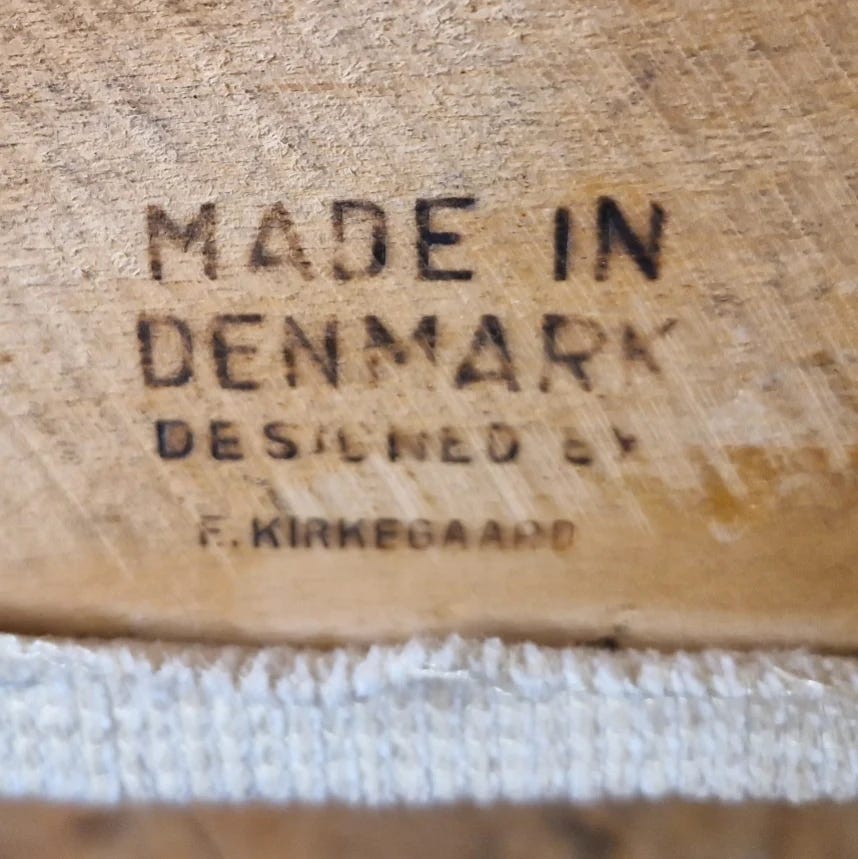 MADE IN
DENMARK
DESIGNED BY
E. KIRKEGAARD